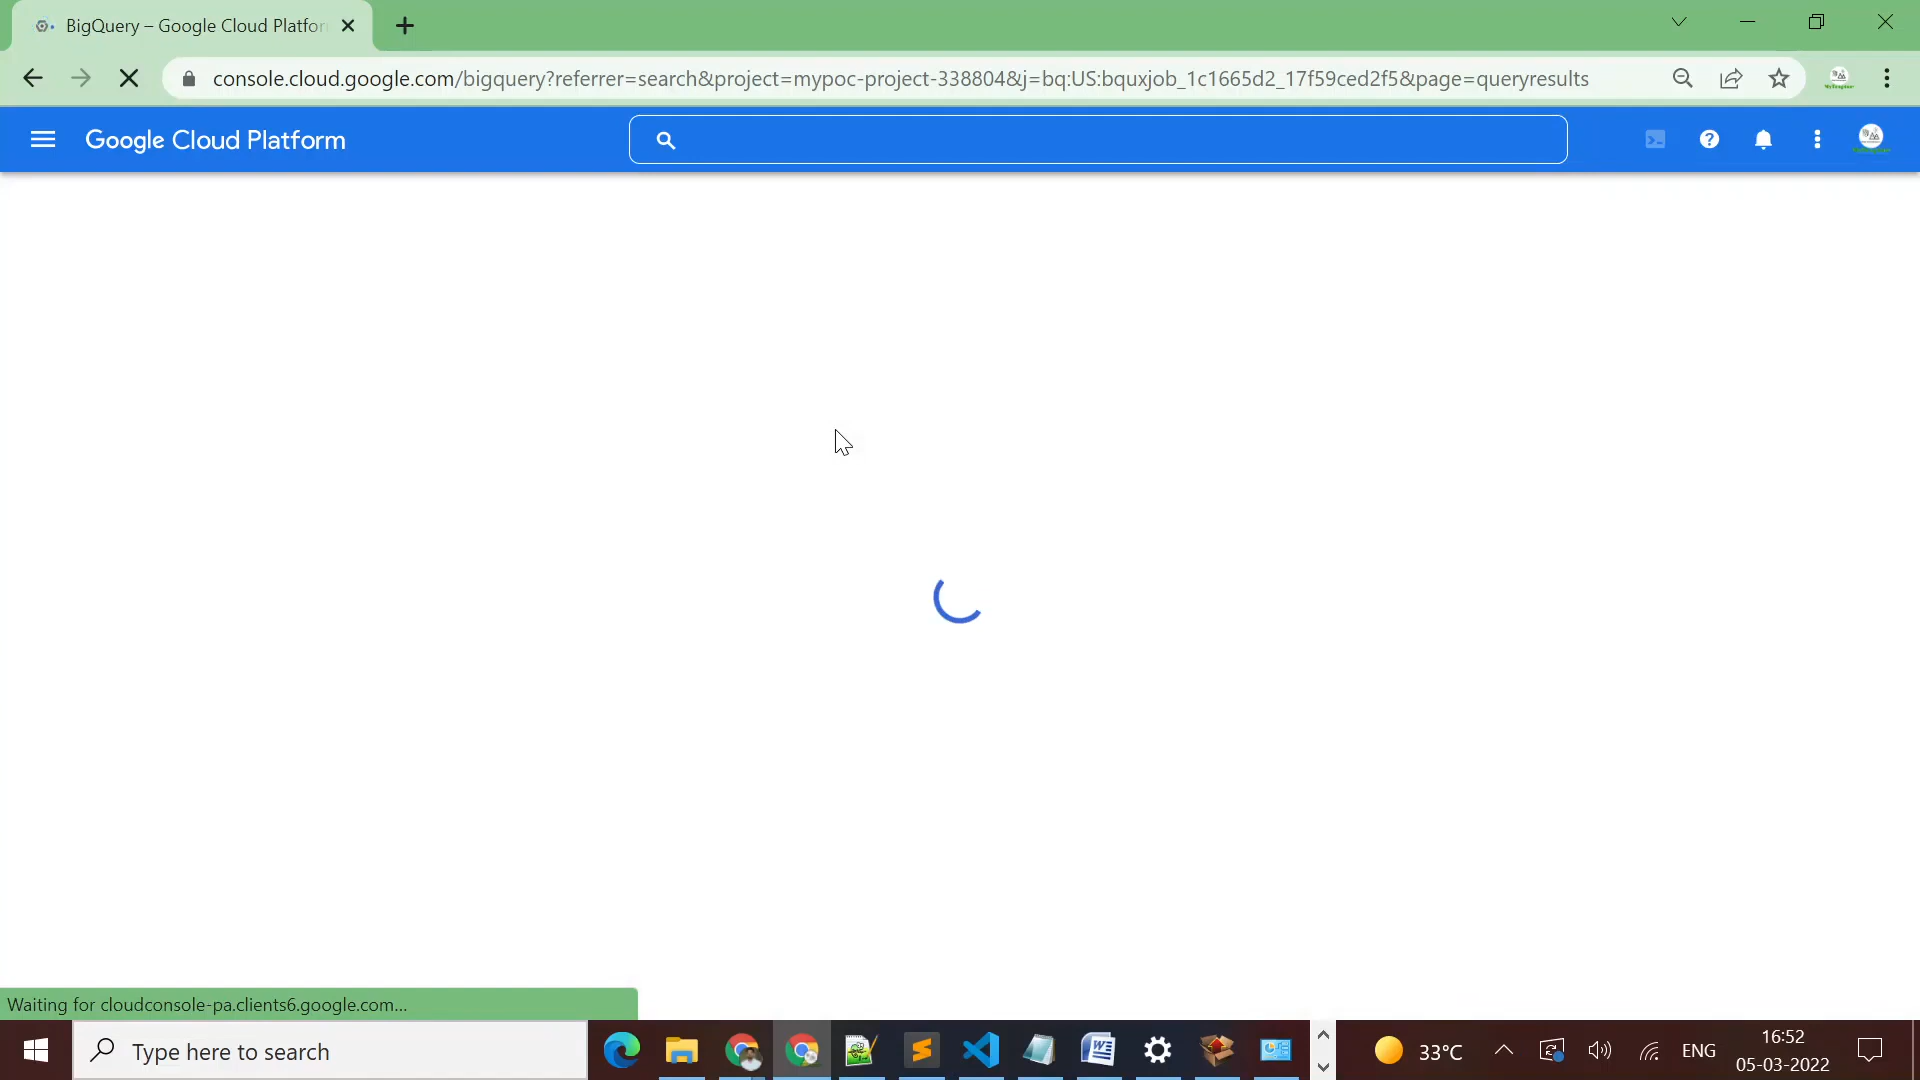 BigQuery – Google Cloud Platfor
console.cloud.google.com/bigquery?referrer=search&project=mypoc-project-338804&j=bq:US:bquxjob_1c1665d2_17f59ced2f5&page=queryresults
Google Cloud Platform
Waiting for cloudconsole-pa.clients6.google.com...
Type here to search
33°C
ENG
16:52
05-03-2022